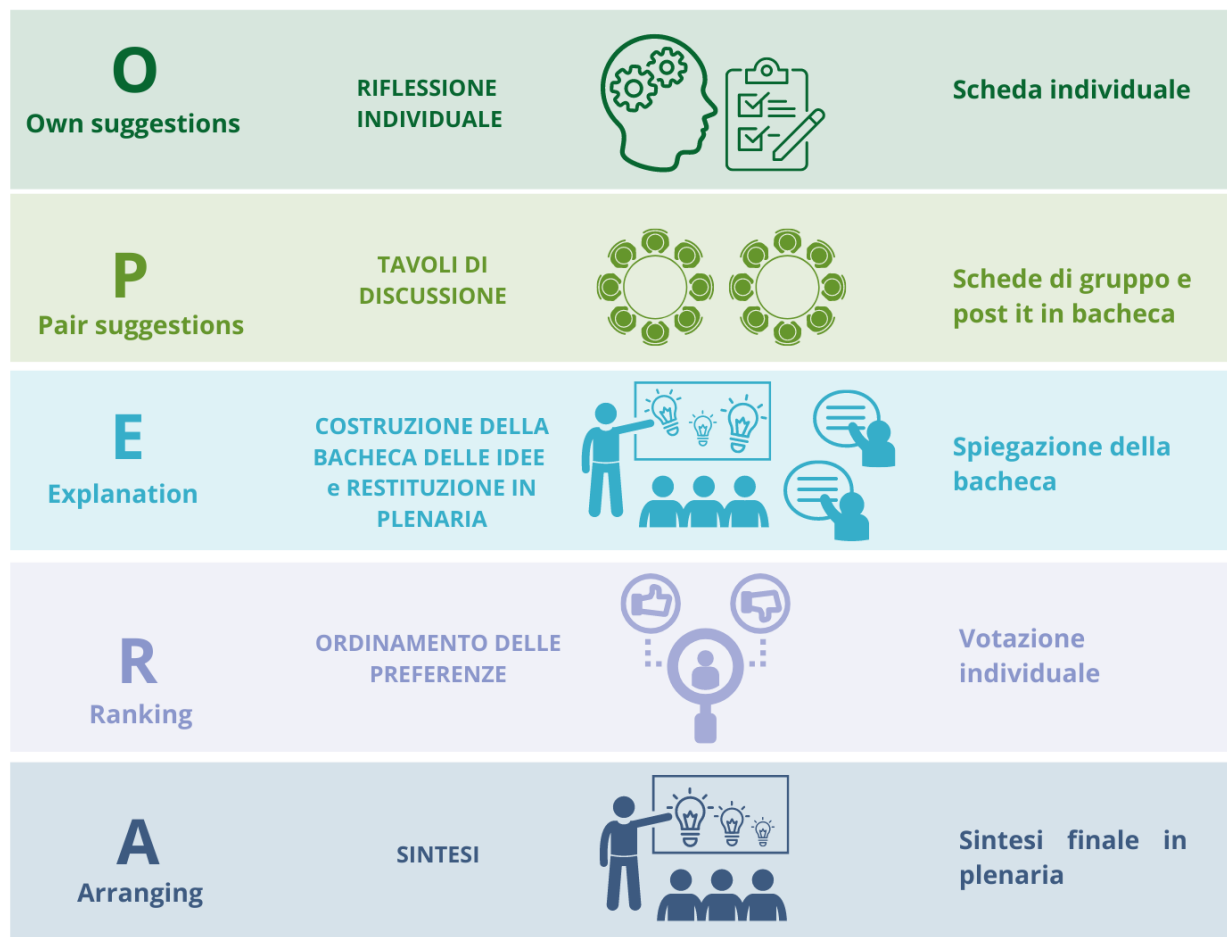 O
Own suggestions
RIFLESSIONE
INDIVIDUALE
Scheda individuale
P
Pair suggestions
TAVOLI DI
DISCUSSIONE
Schede di gruppo e
post it in bacheca
E
Explanation
COSTRUZIONE DELLA
BACHECA DELLE IDEE
e RESTITUZIONE IN
PLENARIA
Spiegazione della
bacheca
R
Ranking
ORDINAMENTO DELLE
PREFERENZE
Votazione
individuale
A
Arranging
SINTESI
Sintesi finale in
plenaria